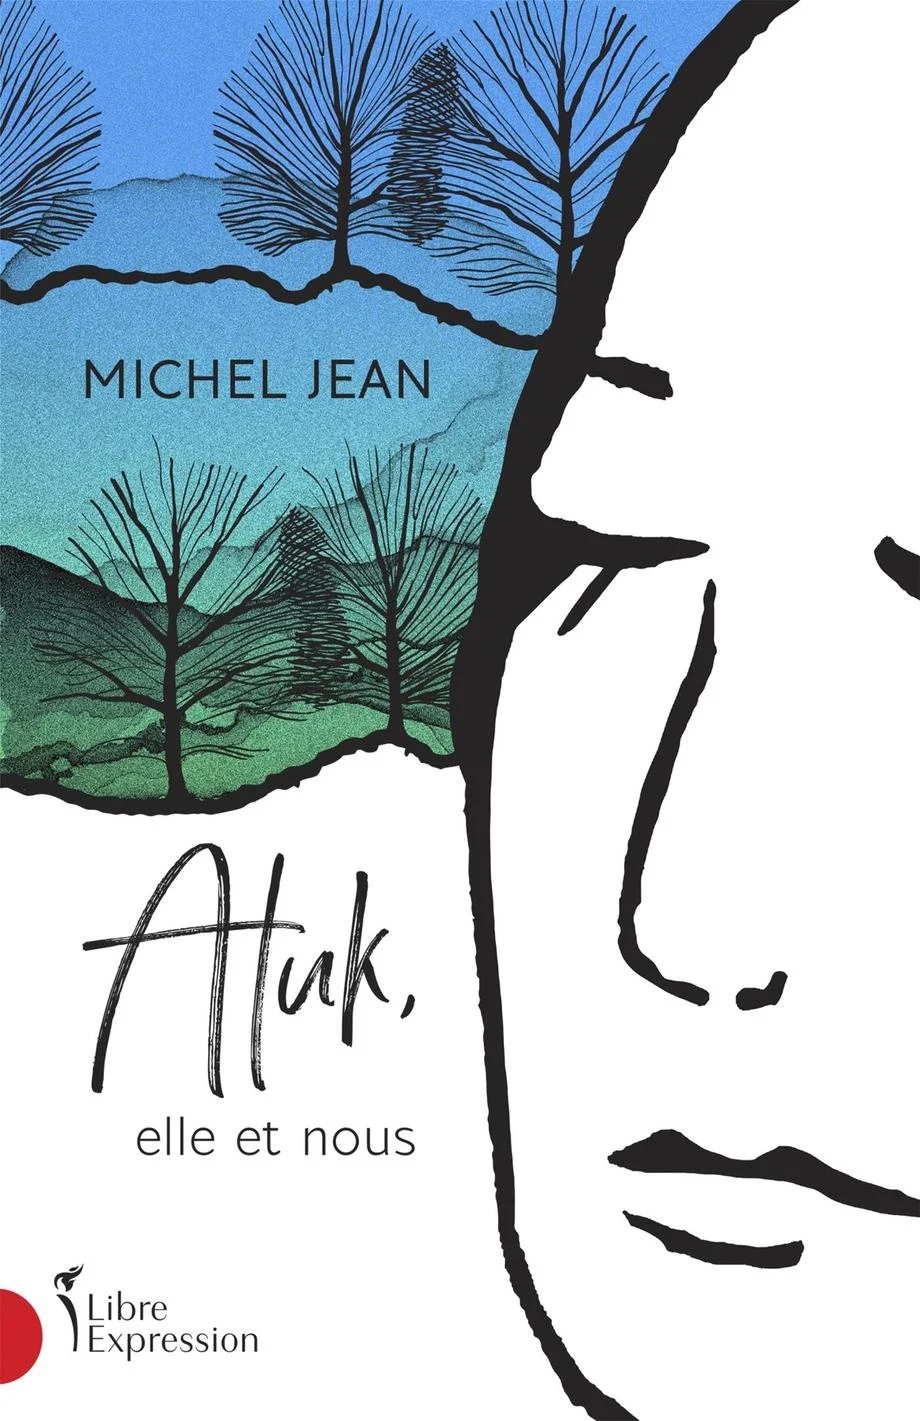 MICHEL JEAN
Atuk,
elle et nous
Libre
Expression